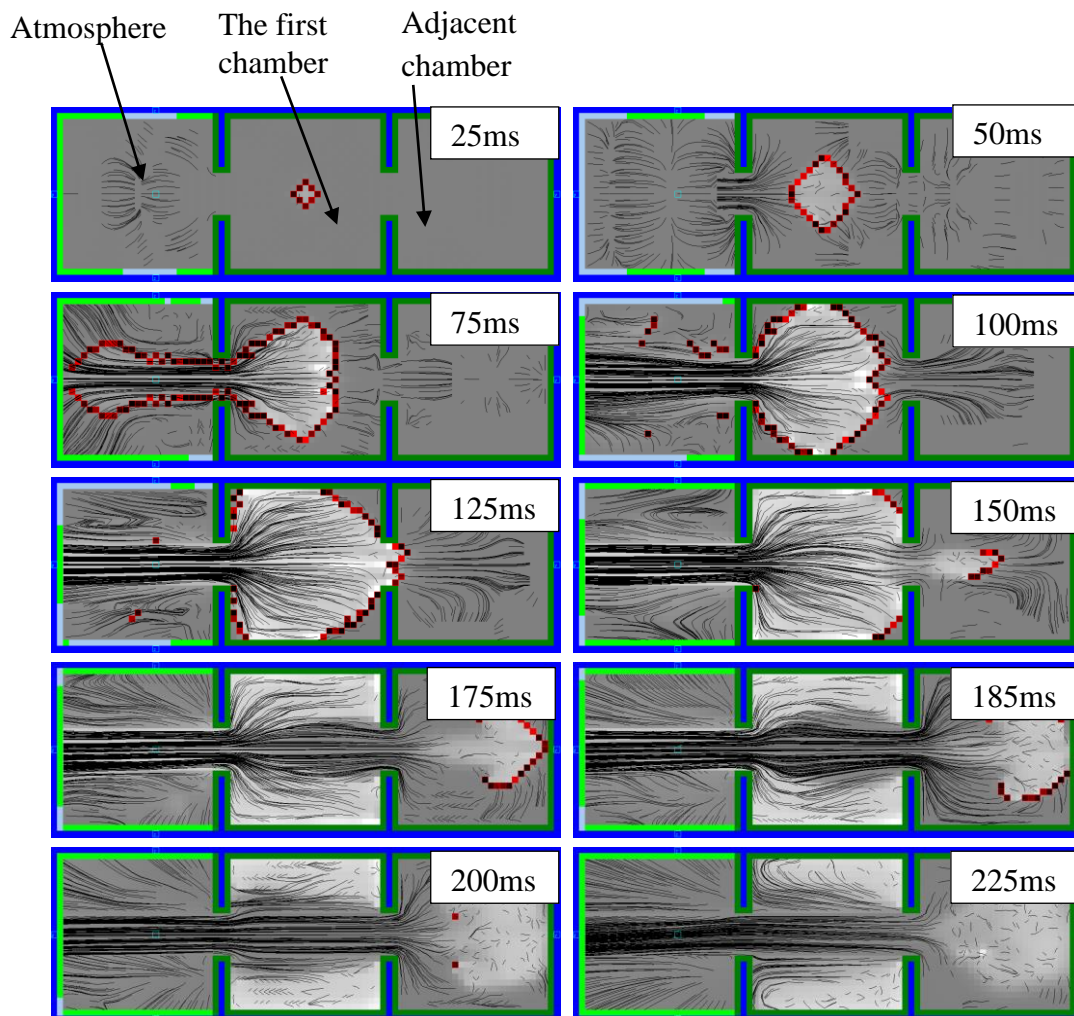 Atmosphere
The first
chamber
Adjacent
chamber
25ms
50ms
75ms
100ms
125ms
150ms
175ms
185ms
200ms
225ms